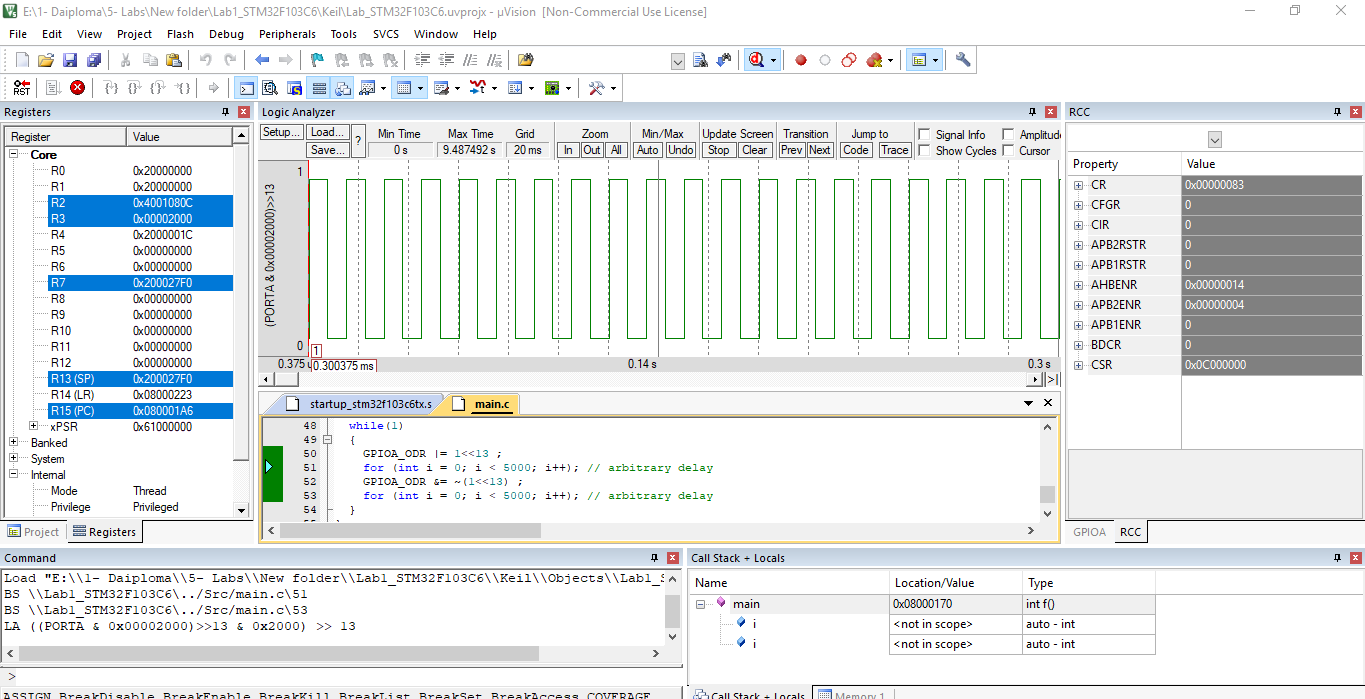 E:\1- Daiploma\5- Labs\New folder\Lab1_STM32F103C6\Keil\Lab_STM32F103C6.uvprojx - µVision [Non-Commercial Use License]
File Edit View Project Flash Debug Peripherals Tools SVCS Window Help
RST
Registers
Register Value
Core
R0 0x20000000
R1 0x20000000
R2 0x4001080C
R3 0x00002000
R4 0x2000001C
R5 0x00000000
R6 0x00000000
R7 0x200027F0
R8 0x00000000
R9 0x00000000
R10 0x00000000
R11 0x00000000
R12 0x00000000
R13 (SP) 0x200027F0
R14 (LR) 0x08000223
R15 (PC) 0x080001A6
xPSR 0x61000000
Banked
System
Internal
Mode Thread
Privilege Privileged
Project Registers
Logic Analyzer
Setup... Load... ? Min Time Max Time Grid Zoom Min/Max Update Screen Transition Jump to Signal Info Amplitud
Save... 0 s 9.487492 s 20 ms In Out All Auto Undo Stop Clear Prev Next Code Trace Show Cycles Cursor
1
(PORTA & 0x00002000)>>13
0
1
0.375 u 0.300375 ms 0.14 s 0.3 s
startup_stm32f103c6tx.s main.c
48 while(1)
49 {
50 GPIOA_ODR |= 1<<13 ;
51 for (int i = 0; i < 5000; i++); // arbitrary delay
52 GPIOA_ODR &= ~(1<<13) ;
53 for (int i = 0; i < 5000; i++); // arbitrary delay
54 }
RCC
Property Value
CR 0x00000083
CFGR 0
CIR 0
APB2RSTR 0
APB1RSTR 0
AHBENR 0x00000014
APB2ENR 0x00000004
APB1ENR 0
BDCR 0
CSR 0x0C000000
GPIOA RCC
Command
Load "E:\\1- Daiploma\\5- Labs\\New folder\\Lab1_STM32F103C6\\Keil\\Objects\\Lab1_S
BS \\Lab1_STM32F103C6\../Src/main.c\51
BS \\Lab1_STM32F103C6\../Src/main.c\53
LA ((PORTA & 0x00002000)>>13 & 0x2000) >> 13
>
ASSIGN BreakDisable BreakEnable BreakKill BreakList BreakSet BreakAccess COVERAGE
Call Stack + Locals
Name Location/Value Type
main 0x08000170 int f()
i <not in scope> auto - int
i <not in scope> auto - int
Call Stack + Locals Memory 1